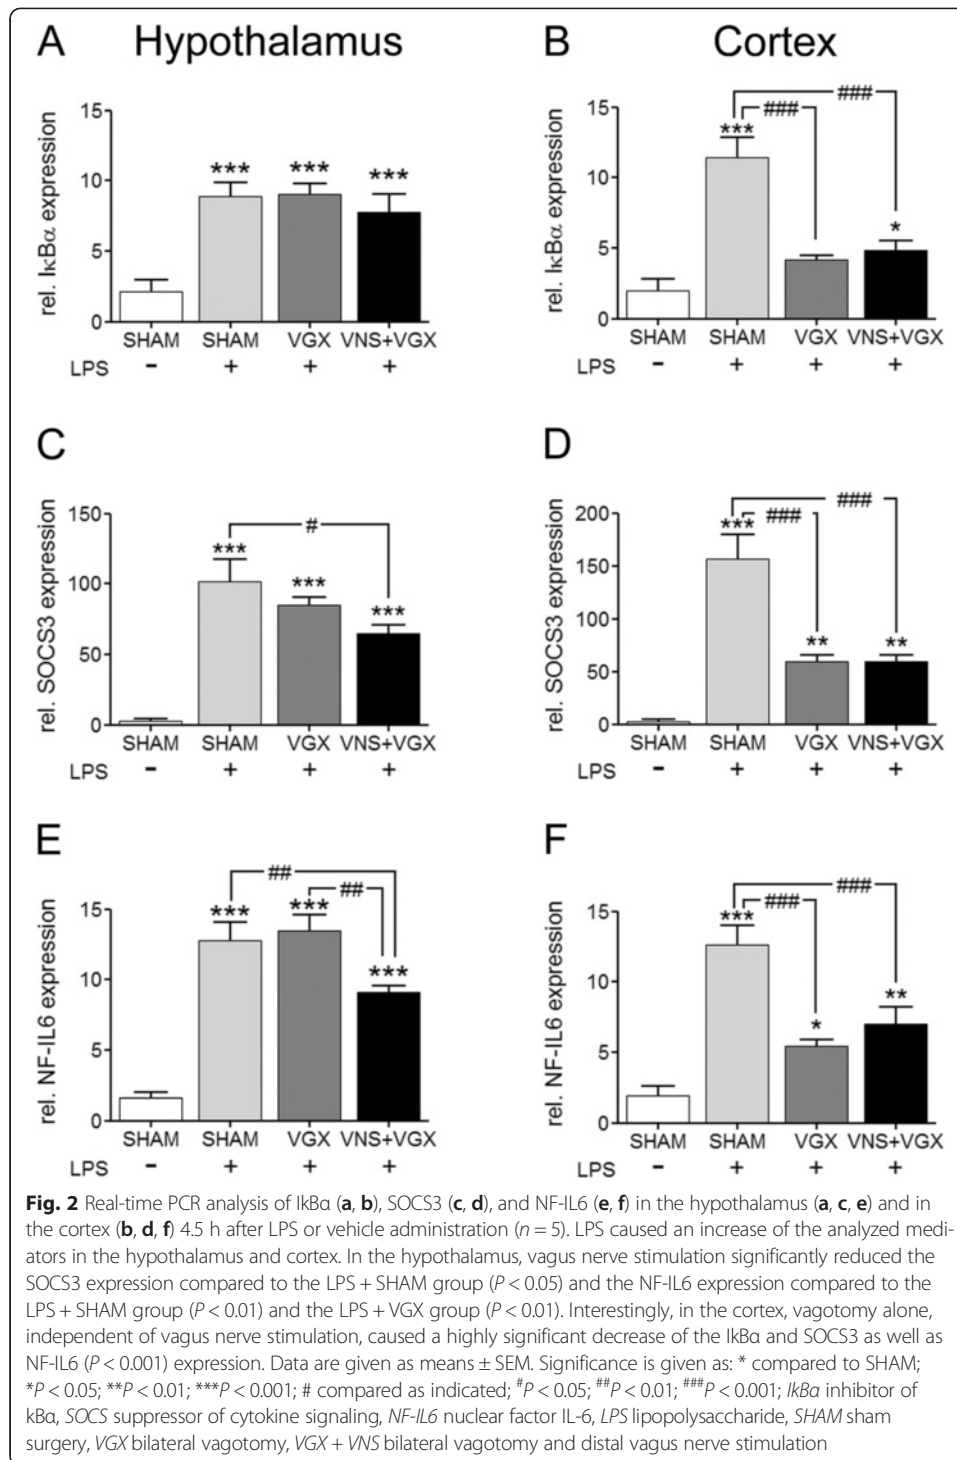 A Hypothalamus
B Cortex
rel. IκBα expression
15
10
5
0
***
***
***
SHAM SHAM VGX VNS+VGX
LPS - + + +
rel. IκBα expression
15
10
5
0
###
###
***
*
SHAM SHAM VGX VNS+VGX
LPS - + + +
C
rel. SOCS3 expression
150
100
50
0
#
***
***
***
SHAM SHAM VGX VNS+VGX
LPS - + + +
D
rel. SOCS3 expression
200
150
100
50
0
###
###
***
**
**
SHAM SHAM VGX VNS+VGX
LPS - + + +
E
rel. NF-IL6 expression
15
10
5
0
##
##
***
***
***
SHAM SHAM VGX VNS+VGX
LPS - + + +
F
rel. NF-IL6 expression
15
10
5
0
###
###
***
*
**
SHAM SHAM VGX VNS+VGX
LPS - + + +
Fig. 2 Real-time PCR analysis of IkBα (a, b), SOCS3 (c, d), and NF-IL6 (e, f) in the hypothalamus (a, c, e) and in
the cortex (b, d, f) 4.5 h after LPS or vehicle administration (n = 5). LPS caused an increase of the analyzed medi-
ators in the hypothalamus and cortex. In the hypothalamus, vagus nerve stimulation significantly reduced the
SOCS3 expression compared to the LPS + SHAM group (P < 0.05) and the NF-IL6 expression compared to the
LPS + SHAM group (P < 0.01) and the LPS + VGX group (P < 0.01). Interestingly, in the cortex, vagotomy alone,
independent of vagus nerve stimulation, caused a highly significant decrease of the IkBα and SOCS3 as well as
NF-IL6 (P < 0.001) expression. Data are given as means ± SEM. Significance is given as: * compared to SHAM;
*P < 0.05; **P < 0.01; ***P < 0.001; # compared as indicated; #P < 0.05; ##P < 0.01; ###P < 0.001; IkBα inhibitor of
kBα, SOCS suppressor of cytokine signaling, NF-IL6 nuclear factor IL-6, LPS lipopolysaccharide, SHAM sham
surgery, VGX bilateral vagotomy, VGX + VNS bilateral vagotomy and distal vagus nerve stimulation